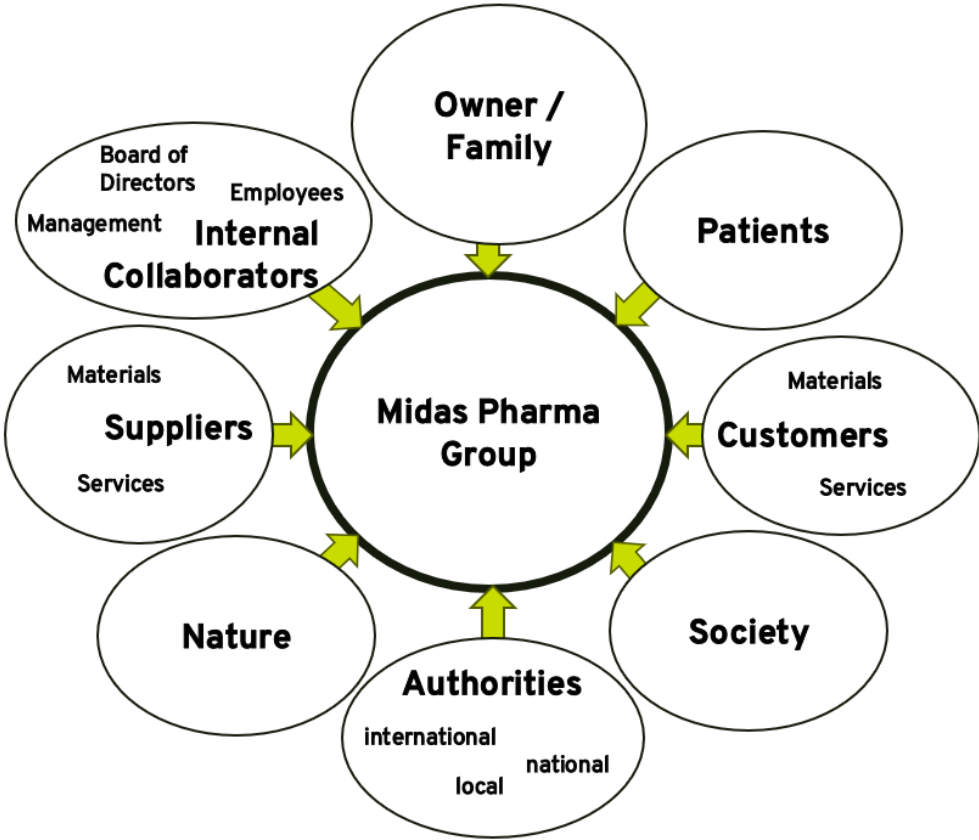 Owner /
Family
Board of
Directors
Employees
Management
Internal
Collaborators
Patients
Materials
Suppliers
Services
Midas Pharma
Group
Materials
Customers
Services
Nature
Society
Authorities
international
national
local